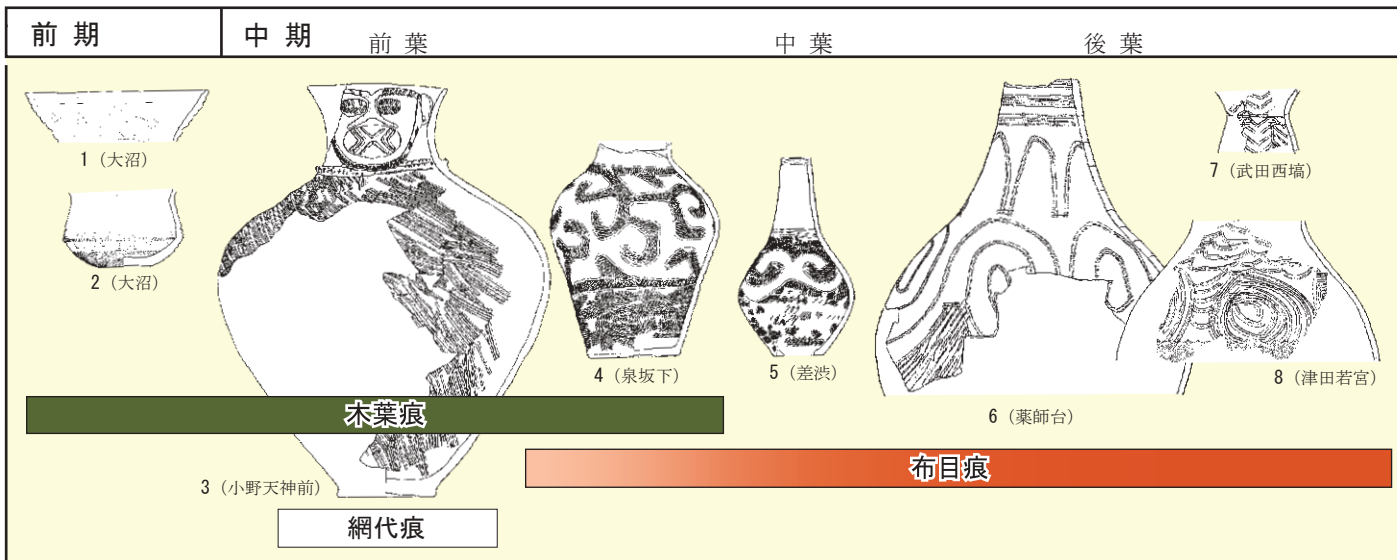 前期
中期 前葉 中葉 後葉
1（大沼）
2（大沼）
3（小野天神前）
4（泉坂下）
5（差渋）
6（薬師台）
7（武田西塙）
8（津田若宮）
木葉痕
布目痕
網代痕